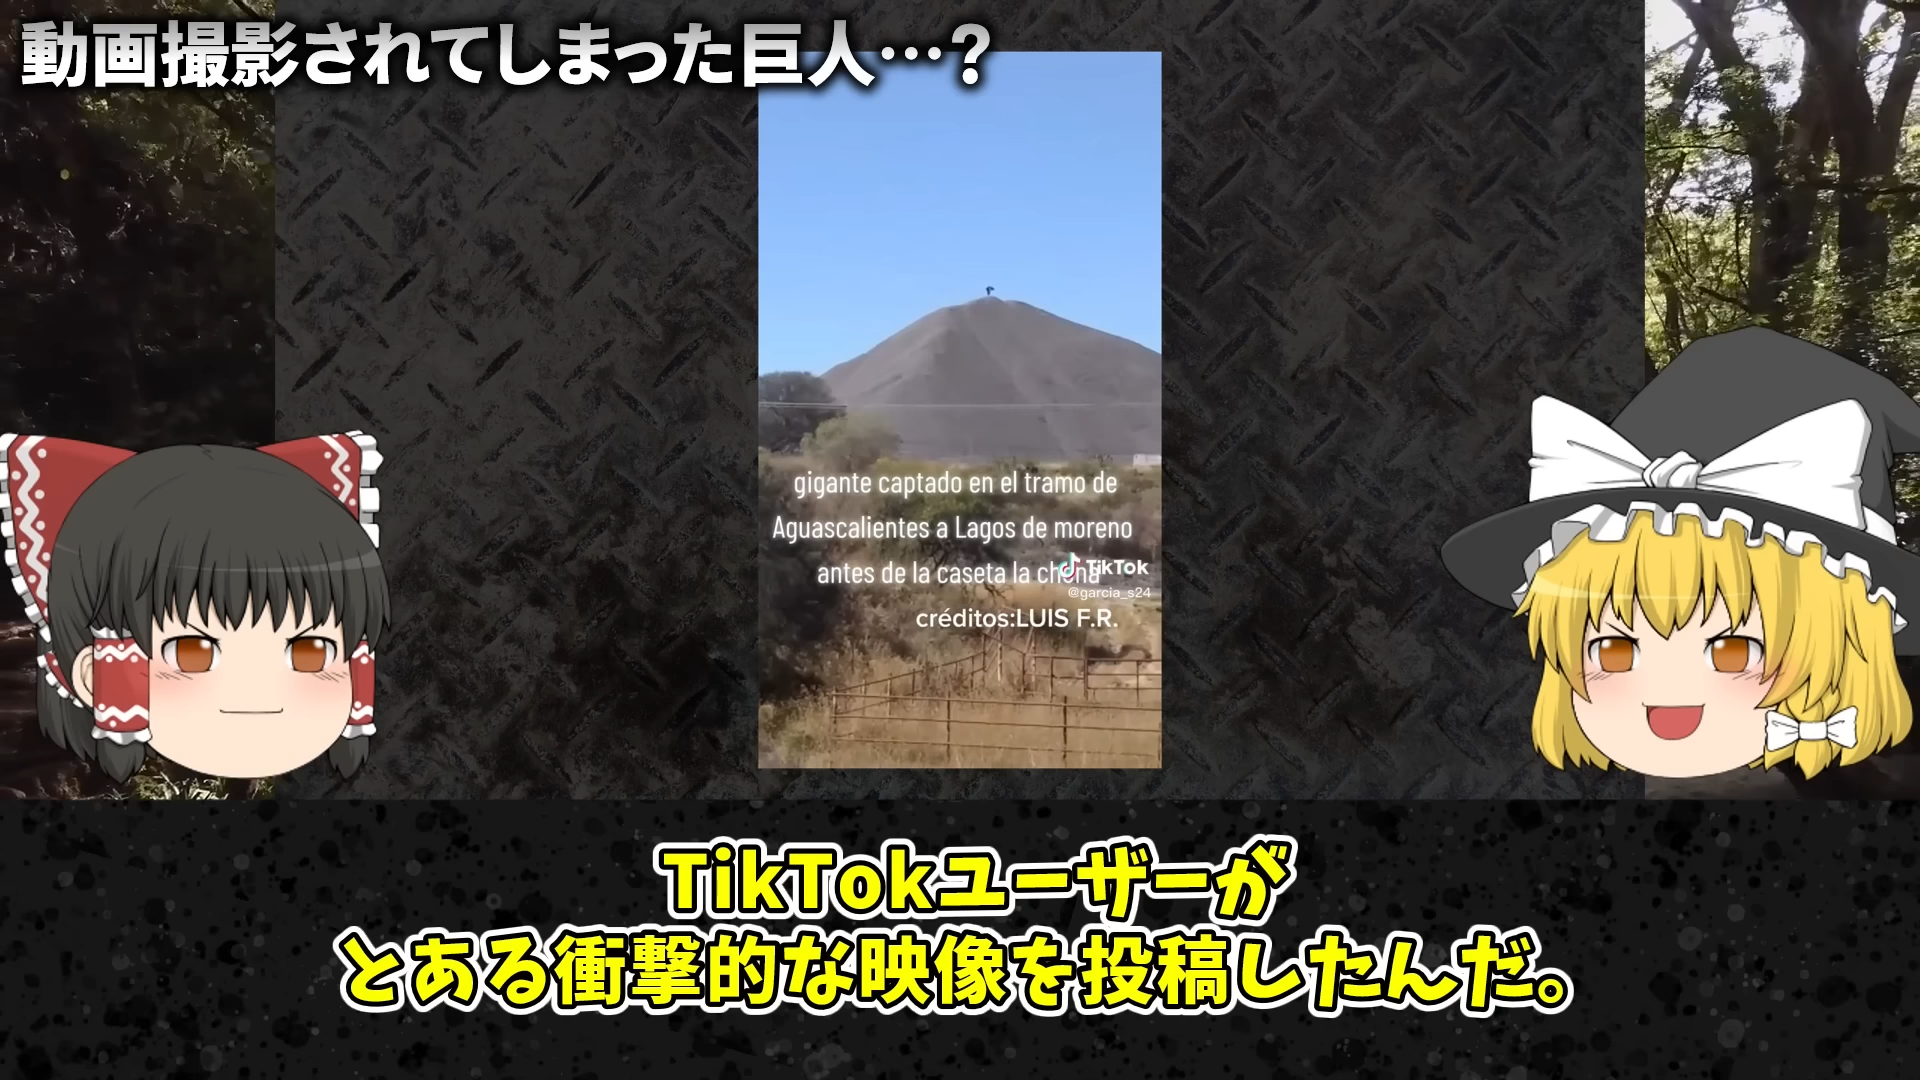 動画撮影されてしまった巨人…?
gigante captado en el tramo de
Aguascalientes a Lagos de moreno
antes de la caseta la chona
TikTok
@garcia_s24
créditos:LUIS F.R.
TikTokユーザーが
とある衝撃的な映像を投稿したんだ。